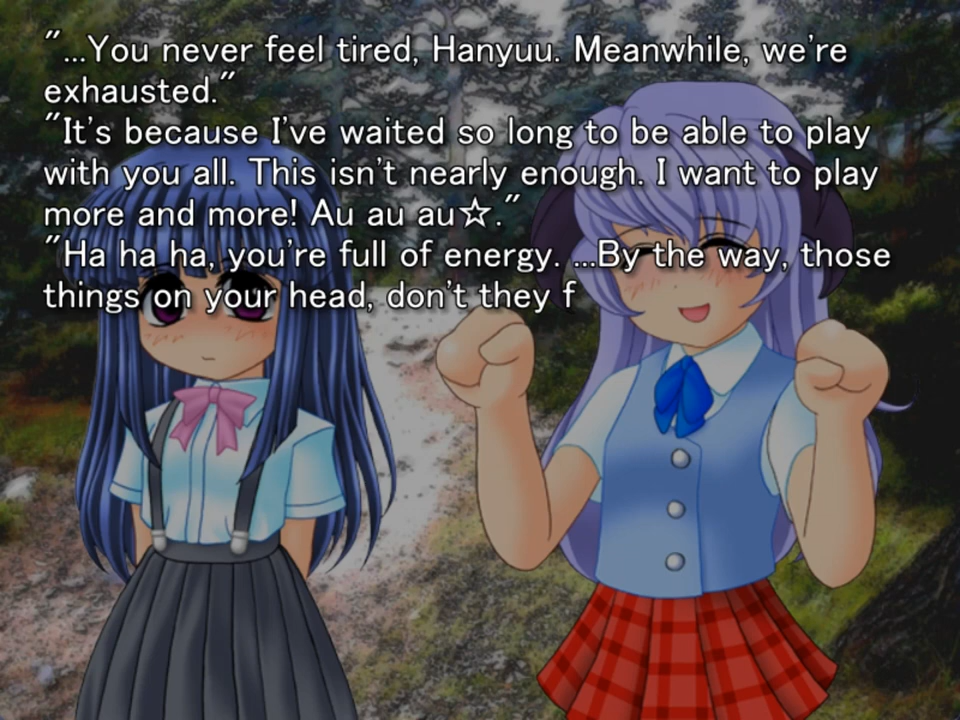 "...You never feel tired, Hanyuu. Meanwhile, we're
exhausted."
"It's because I've waited so long to be able to play
with you all. This isn't nearly enough. I want to play
more and more! Au au au☆."
"Ha ha ha, you're full of energy. ...By the way, those
things on your head, don't they f